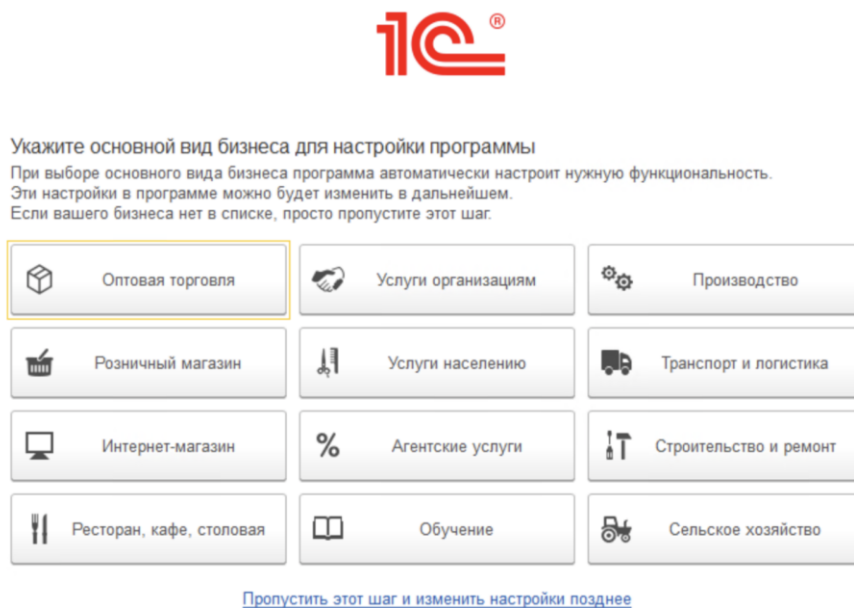 1С®
Укажите основной вид бизнеса для настройки программы
При выборе основного вида бизнеса программа автоматически настроит нужную функциональность.
Эти настройки в программе можно будет изменить в дальнейшем.
Если вашего бизнеса нет в списке, просто пропустите этот шаг.
Оптовая торговля
Услуги организациям
Производство
Розничный магазин
Услуги населению
Транспорт и логистика
Интернет-магазин
%
Агентские услуги
Строительство и ремонт
Ресторан, кафе, столовая
Обучение
Сельское хозяйство
Пропустить этот шаг и изменить настройки позднее